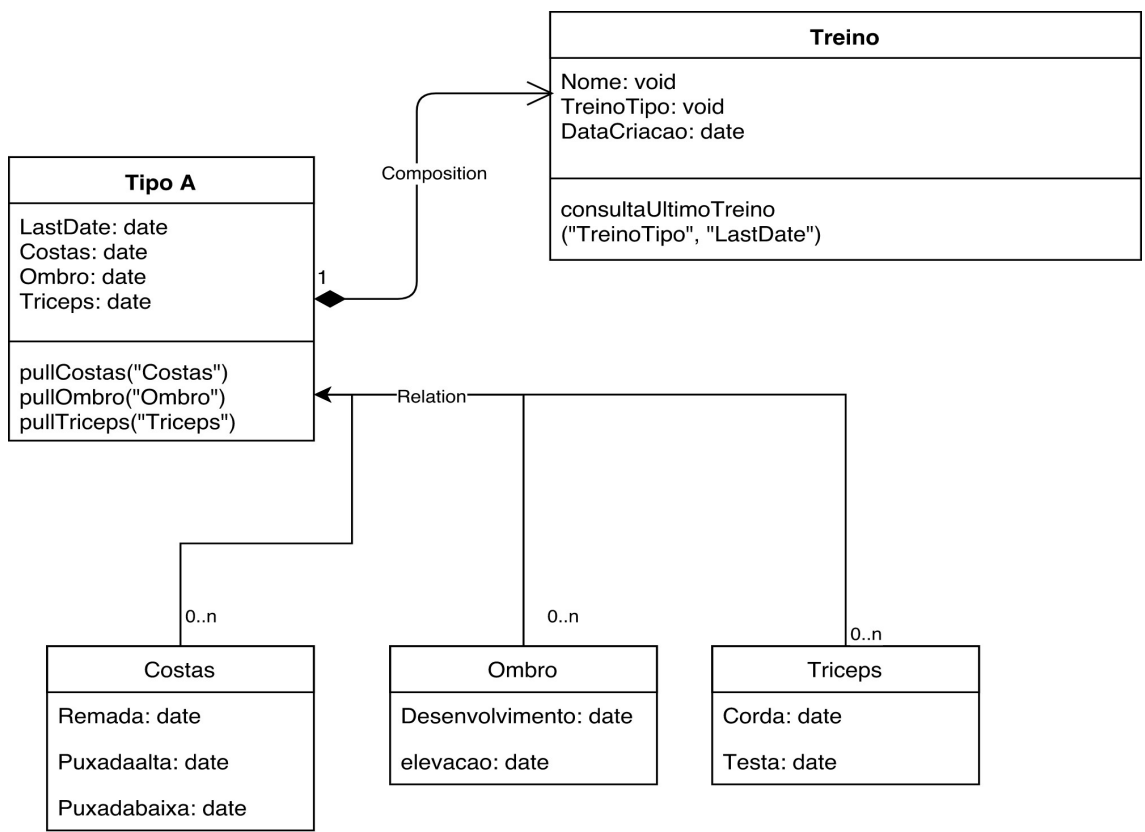 Treino
Nome: void
TreinoTipo: void
DataCriacao: date
consultaUltimoTreino
("TreinoTipo", "LastDate")
Composition
Tipo A
LastDate: date
Costas: date
Ombro: date
Triceps: date
1
pullCostas("Costas")
pullOmbro("Ombro")
pullTriceps("Triceps")
Relation
0..n
0..n
0..n
Costas
Remada: date
Puxadaalta: date
Puxadabaixa: date
Ombro
Desenvolvimento: date
elevacao: date
Triceps
Corda: date
Testa: date